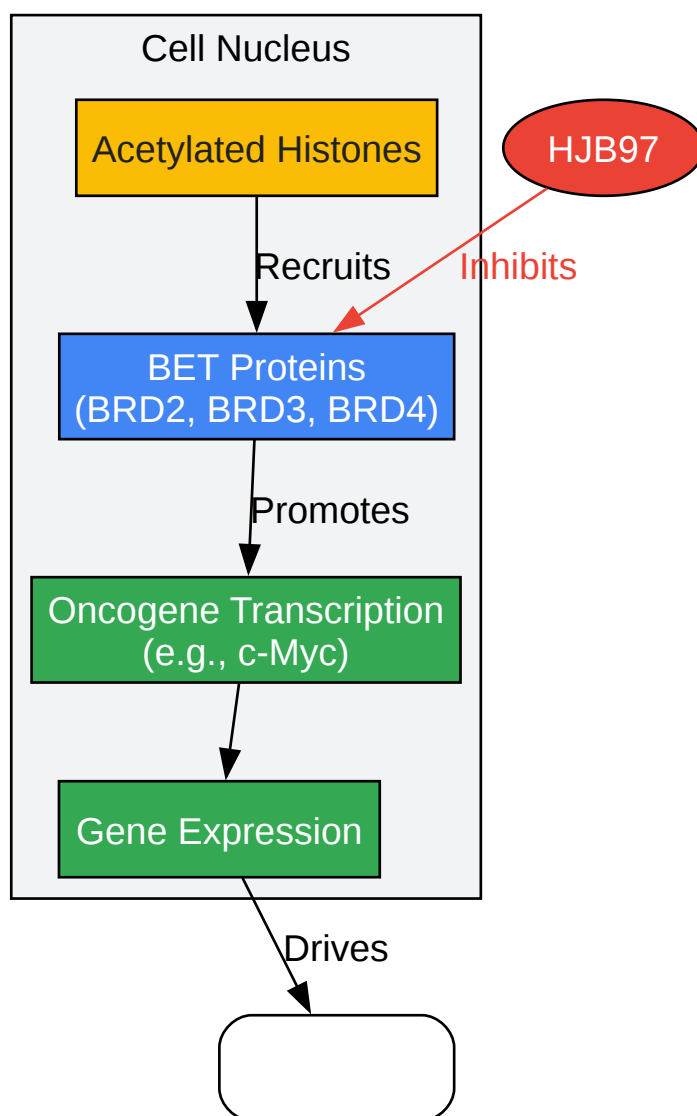 Cell Nucleus
Acetylated Histones
HJB97
Recruits
Inhibits
BET Proteins
(BRD2, BRD3, BRD4)
Promotes
Oncogene Transcription
(e.g., c-Myc)
Gene Expression
Drives